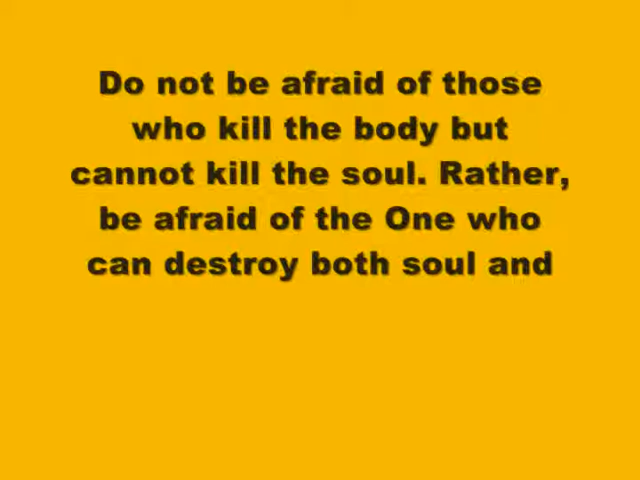 Do not be afraid of those
who kill the body but
cannot kill the soul. Rather,
be afraid of the One who
can destroy both soul and